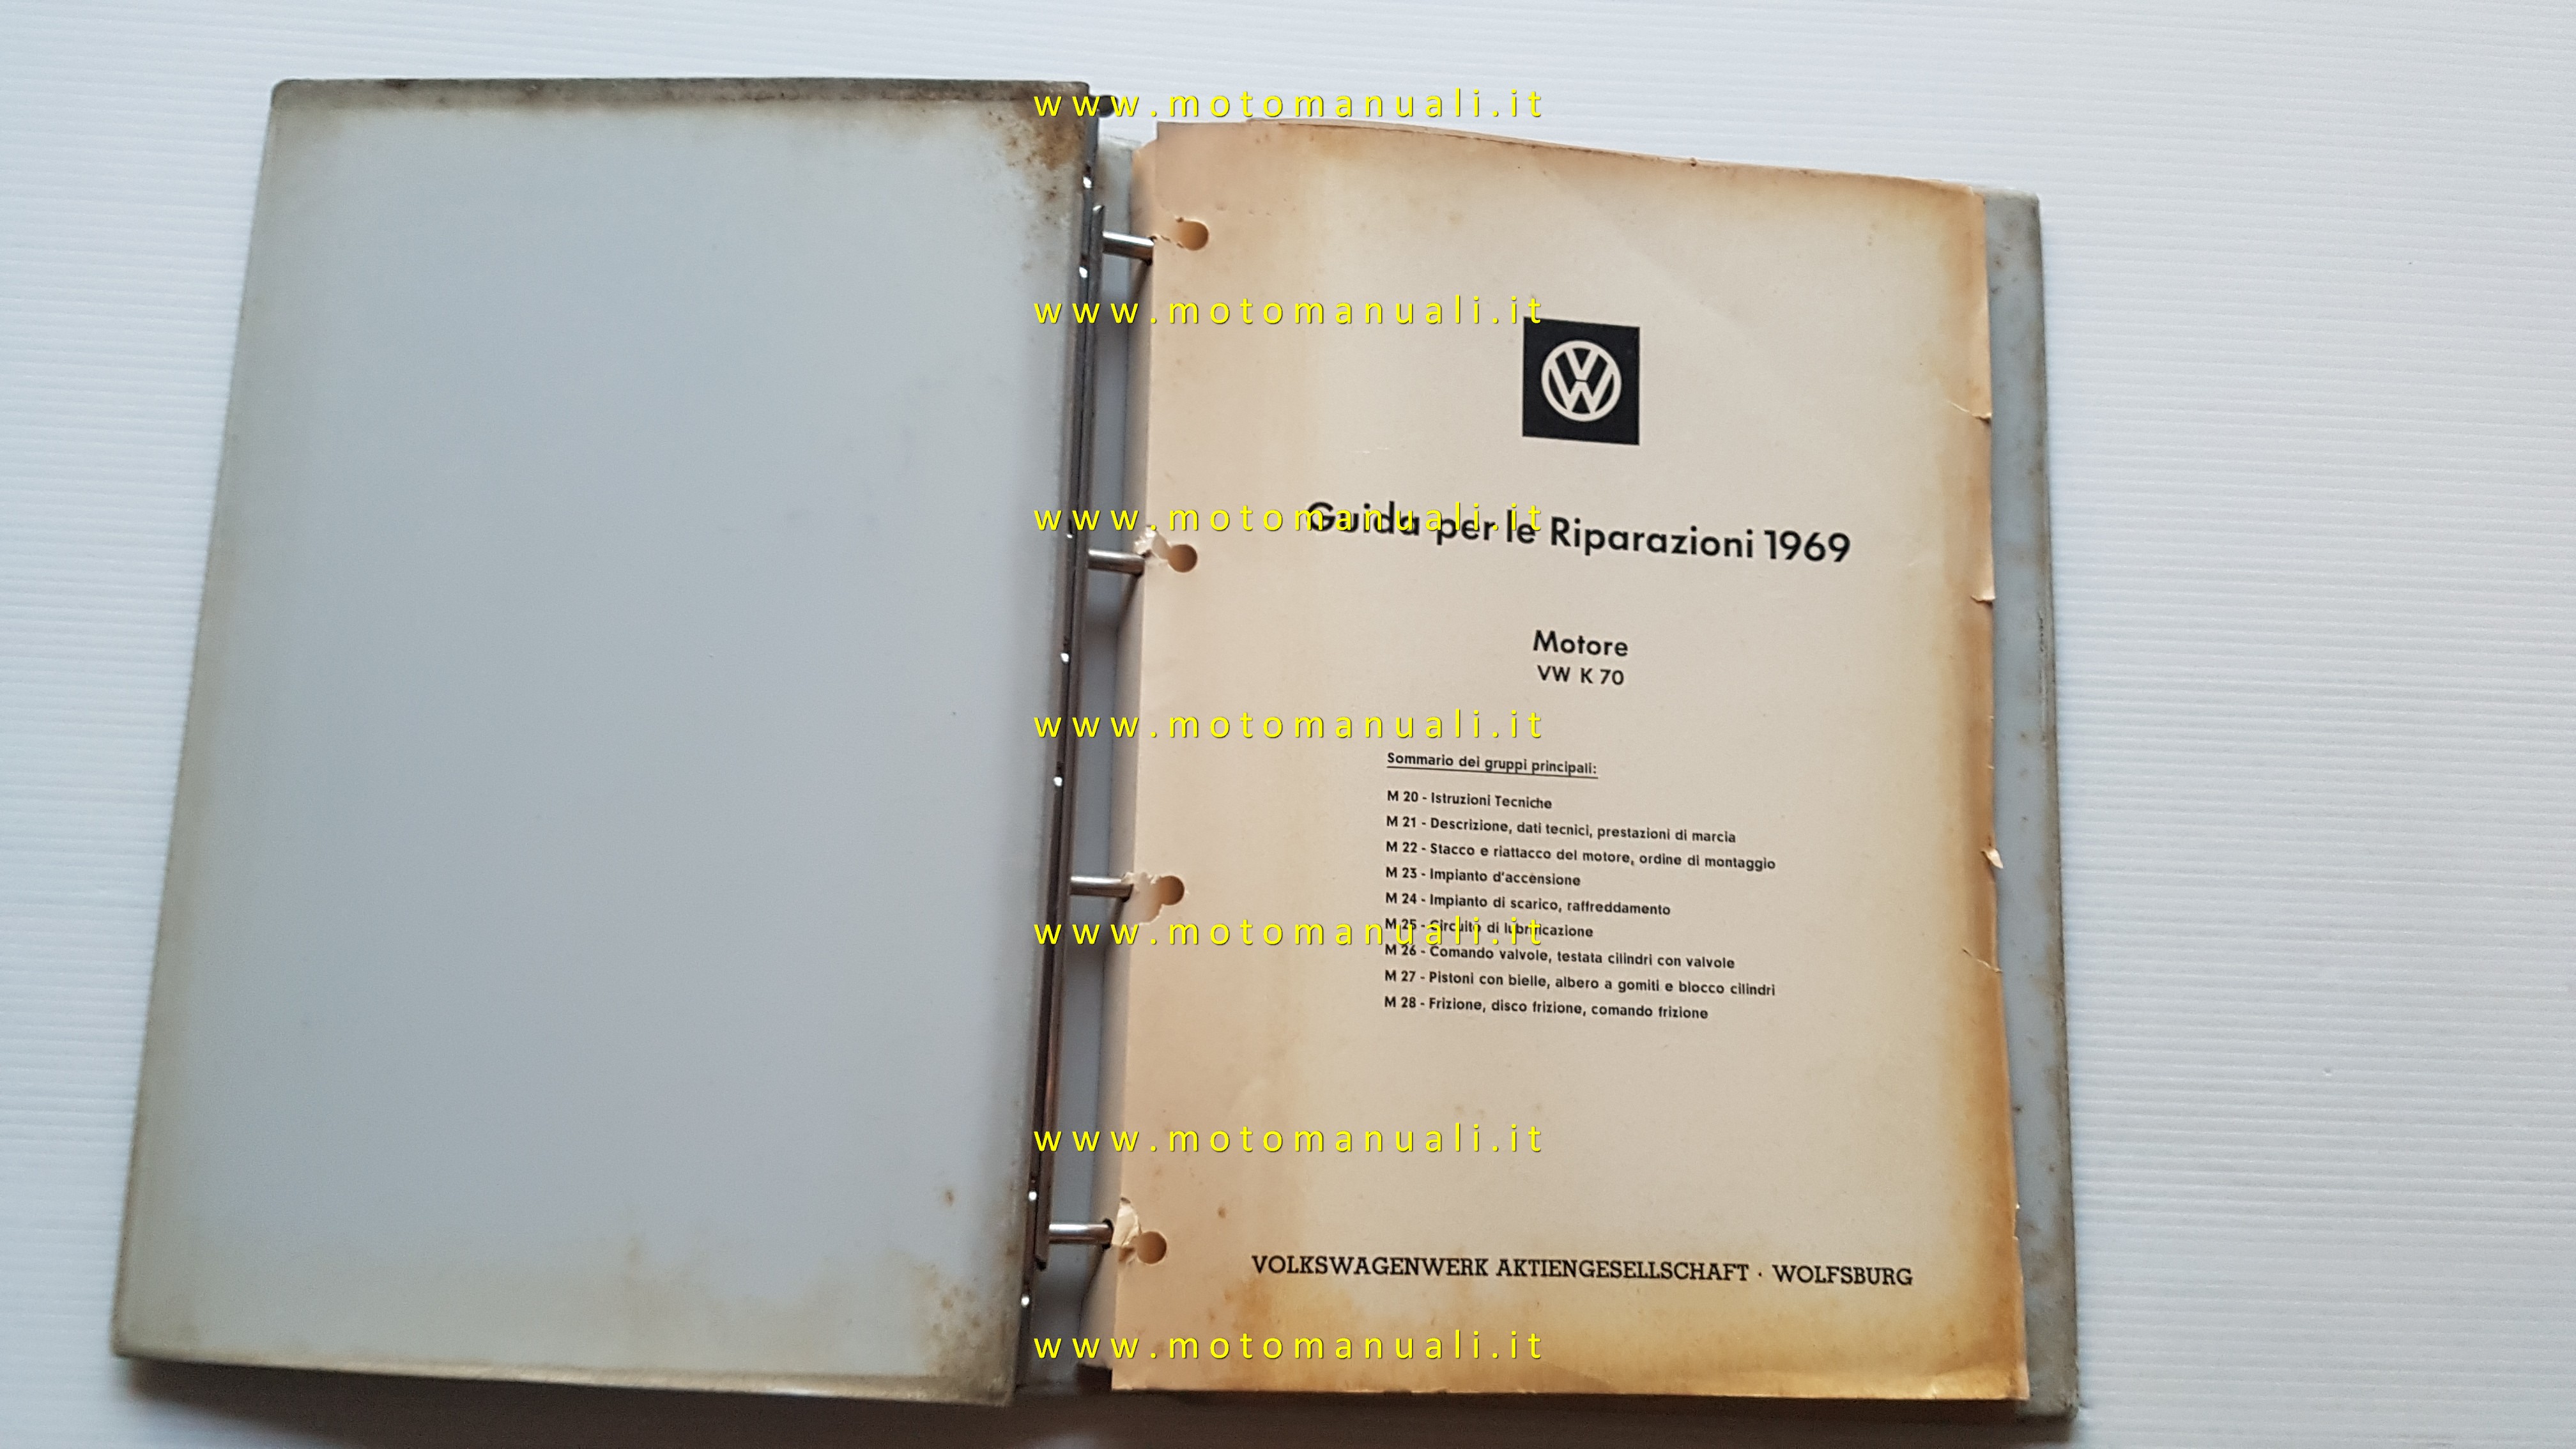 www.motomanuali.it
www.motomanuali.it
VW
www.motomanuali.it
Guida per le Riparazioni 1969
Motore
VW K 70
www.motomanuali.it
Sommario dei gruppi principali:
M 20 - Istruzioni Tecniche
M 21 - Descrizione, dati tecnici, prestazioni di marcia
M 22 - Stacco e riattacco del motore, ordine di montaggio
M 23 - Impianto d'accensione
M 24 - Impianto di scarico, raffreddamento
www.motomanuali.it
M 25 - Circuito di lubrificazione
M 26 - Comando valvole, testata cilindri con valvole
M 27 - Pistoni con bielle, albero a gomiti e blocco cilindri
M 28 - Frizione, disco frizione, comando frizione
www.motomanuali.it
VOLKSWAGENWERK AKTIENGESELLSCHAFT · WOLFSBURG
www.motomanuali.it